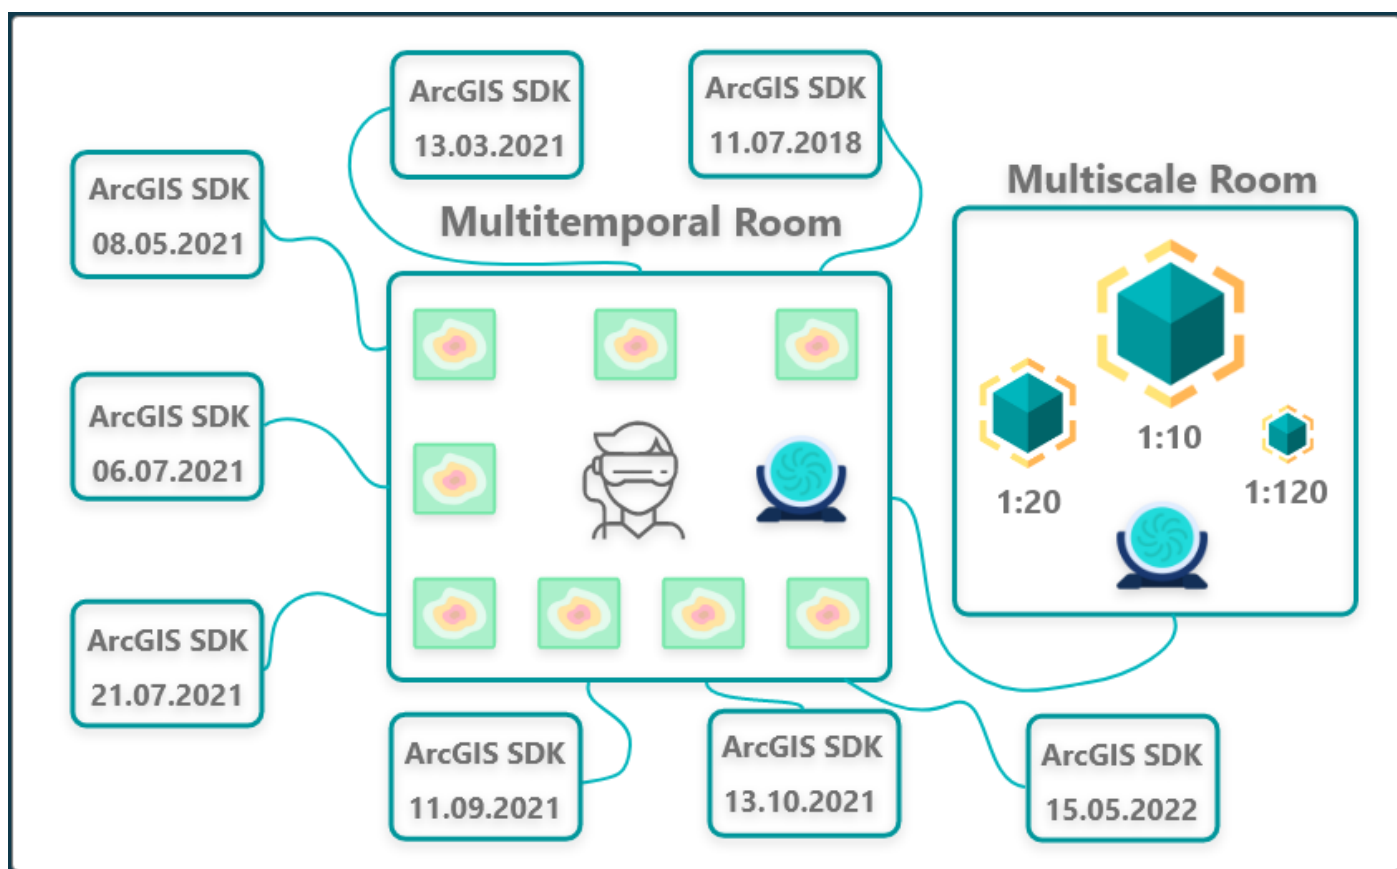 ArcGIS SDK
13.03.2021
ArcGIS SDK
11.07.2018
ArcGIS SDK
08.05.2021
Multitemporal Room
Multiscale Room
ArcGIS SDK
06.07.2021
1:10
1:20
1:120
ArcGIS SDK
21.07.2021
ArcGIS SDK
11.09.2021
ArcGIS SDK
13.10.2021
ArcGIS SDK
15.05.2022